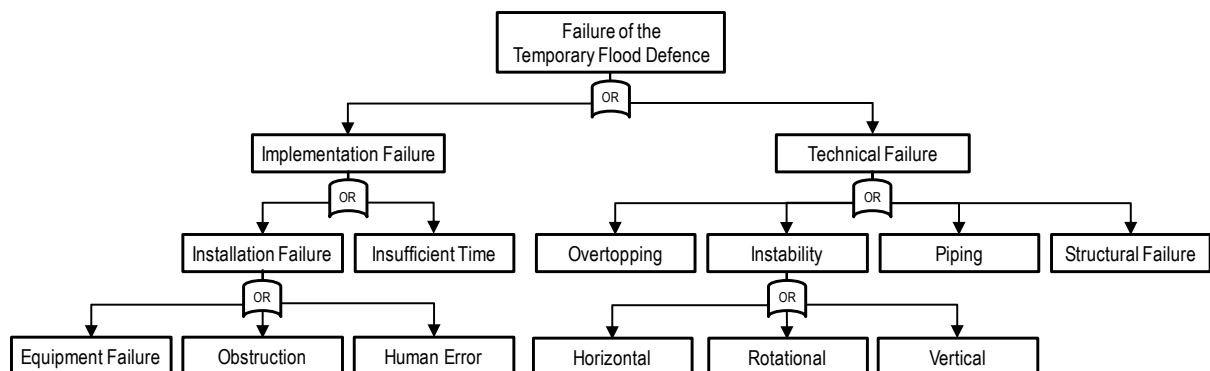 Failure of the
Temporary Flood Defence
OR
Implementation Failure
Technical Failure
OR
OR
Installation Failure
Insufficient Time
Overtopping
Instability
Piping
Structural Failure
OR
OR
Equipment Failure
Obstruction
Human Error
Horizontal
Rotational
Vertical